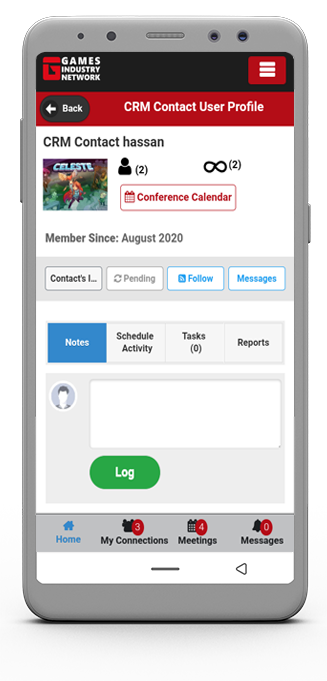 GAMES
INDUSTRY
NETWORK
Back
CRM Contact User Profile
CRM Contact hassan
CELESTE
(2)
(2)
Conference Calendar
Member Since: August 2020
Contact's I...
Pending
Follow
Messages
Notes
Schedule
Activity
Tasks
(0)
Reports
Log
3
4
0
Home
My Connections
Meetings
Messages